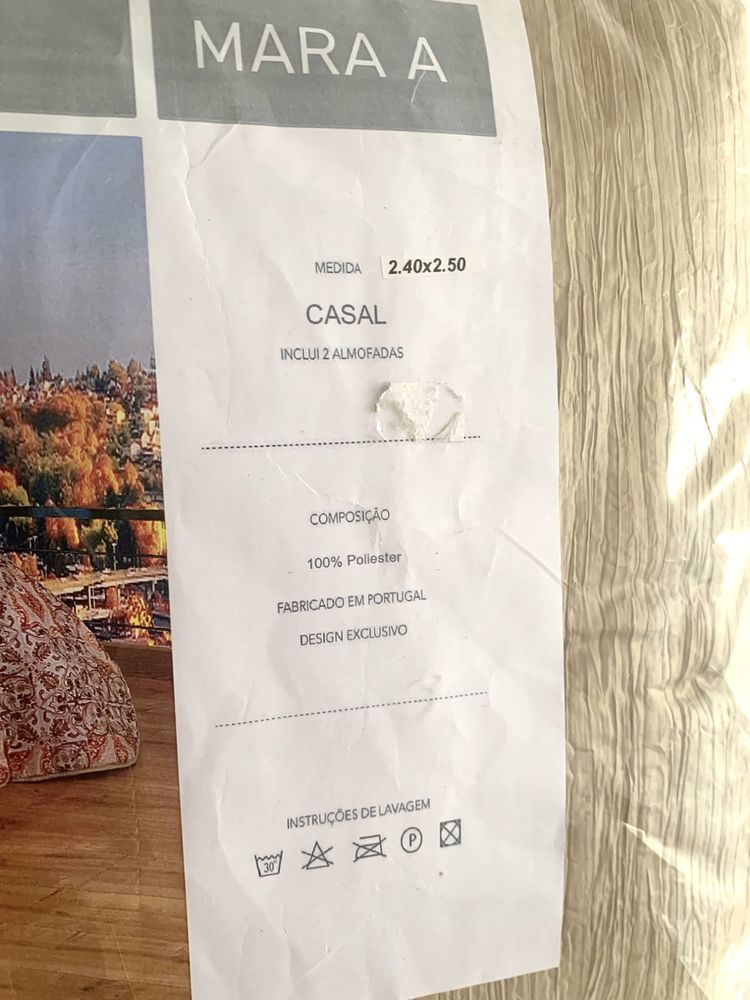 MARA A
MEDIDA 2.40x2.50
CASAL
INCLUI 2 ALMOFADAS
COMPOSIÇÃO
100% Poliester
FABRICADO EM PORTUGAL
DESIGN EXCLUSIVO
INSTRUÇÕES DE LAVAGEM
30° P